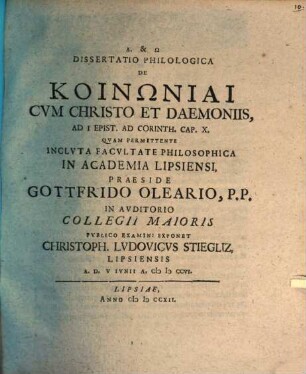 10.
A. & Ω
DISSERTATIO PHILOLOGICA
DE
ΚΟΙΝΩΝΙΑΙ
CVM CHRISTO ET DAEMONIIS,
AD I EPIST. AD CORINTH. CAP. X.
QVAM PERMITTENTE
INCLVTA FACVLTATE PHILOSOPHICA
IN ACADEMIA LIPSIENSI,
PRAESIDE
GOTTFRIDO OLEARIO, P.P.
IN AVDITORIO
COLLEGII MAIORIS
PVBLICO EXAMINI EXPONET
CHRISTOPH. LVDOVICVS STIEGLIZ,
LIPSIENSIS
A. D. V IVNII A. CIƆ IƆ CCVI.
LIPSIAE,
ANNO CIƆ IƆ CCXII.